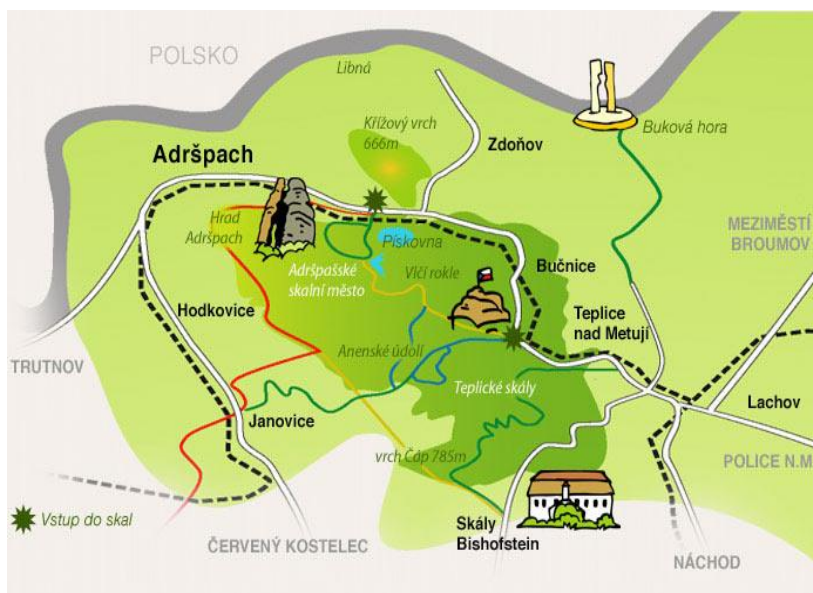 POLSKO
Libná
Křížový vrch
666m
Zdoňov
Buková hora
Adršpach
MEZIMĚSTÍ
BROUMOV
Hrad
Adršpach
Pískovna
Adršpašské
skalní město
Vlčí rokle
Bučnice
Hodkovice
Teplice
nad Metují
Anenské údolí
TRUTNOV
Teplické skály
Lachov
Janovice
vrch Čáp 785m
POLICE N.M
Vstup do skal
Skály
Bishofstein
ČERVENÝ KOSTELEC
NÁCHOD